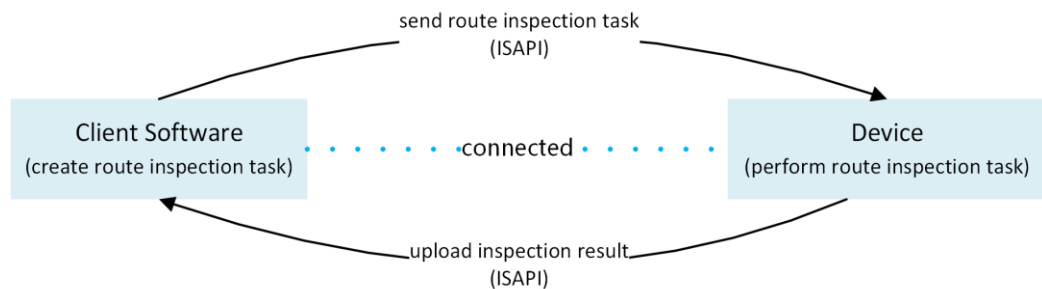 send route inspection task
(ISAPI)
Client Software
(create route inspection task)
connected
Device
(perform route inspection task)
upload inspection result
(ISAPI)